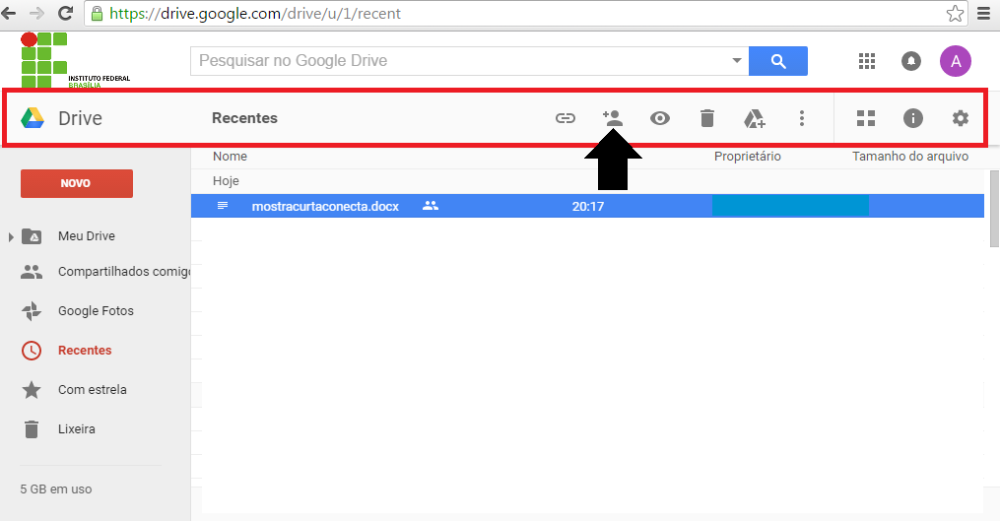 https://drive.google.com/drive/u/1/recent
INSTITUTO FEDERAL
BRASÍLIA
Pesquisar no Google Drive
A
Drive
Recentes
Nome Proprietário Tamanho do arquivo
Hoje
NOVO
mostracurtaconecta.docx 20:17
Meu Drive
Compartilhados comigo
Google Fotos
Recentes
Com estrela
Lixeira
5 GB em uso